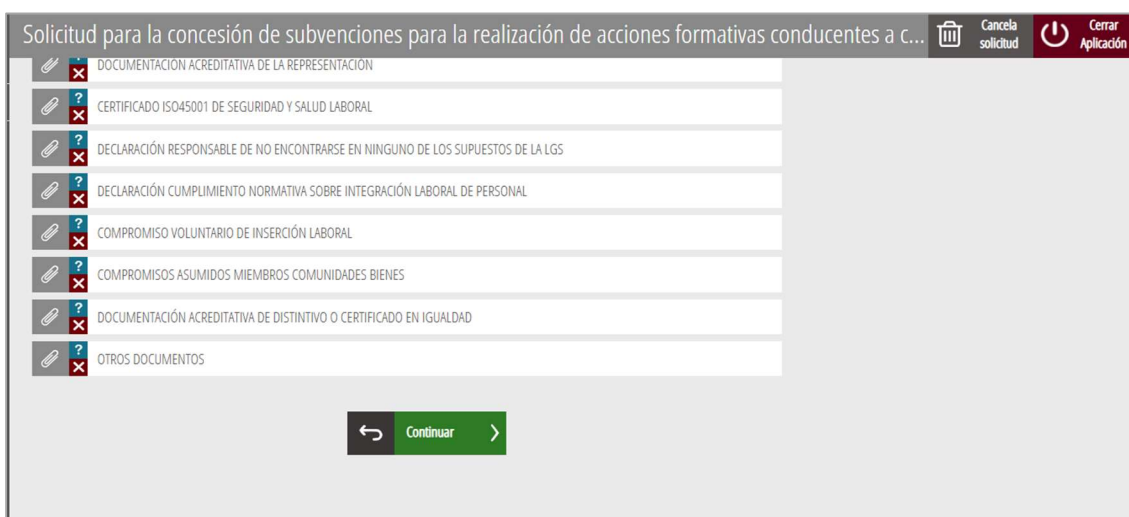 Solicitud para la concesión de subvenciones para la realización de acciones formativas conducentes a c...
Cancela
solicitud
Cerrar
Aplicación
DOCUMENTACIÓN ACREDITATIVA DE LA REPRESENTACIÓN
?
CERTIFICADO ISO45001 DE SEGURIDAD Y SALUD LABORAL
?
DECLARACIÓN RESPONSABLE DE NO ENCONTRARSE EN NINGUNO DE LOS SUPUESTOS DE LA LGS
?
DECLARACIÓN CUMPLIMIENTO NORMATIVA SOBRE INTEGRACIÓN LABORAL DE PERSONAL
?
COMPROMISO VOLUNTARIO DE INSERCIÓN LABORAL
?
COMPROMISOS ASUMIDOS MIEMBROS COMUNIDADES BIENES
?
DOCUMENTACIÓN ACREDITATIVA DE DISTINTIVO O CERTIFICADO EN IGUALDAD
?
OTROS DOCUMENTOS
Continuar